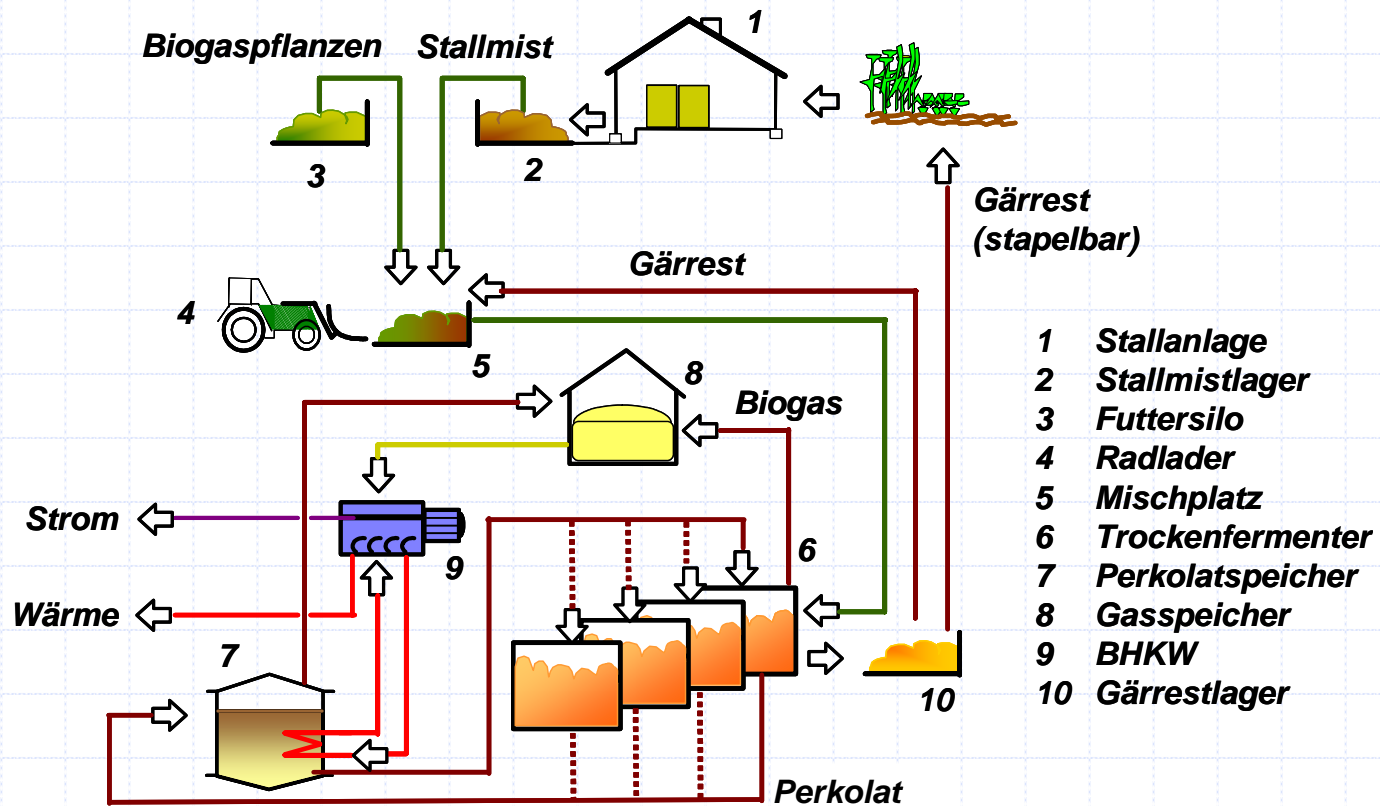 1
Biogaspflanzen
Stallmist
3
2
Gärrest
(stapelbar)
Gärrest
4
5
8
Biogas
Strom
9
6
Wärme
7
10
Perkolat
1 Stallanlage
2 Stallmistlager
3 Futtersilo
4 Radlader
5 Mischplatz
6 Trockenfermenter
7 Perkolatspeicher
8 Gasspeicher
9 BHKW
10 Gärrestlager